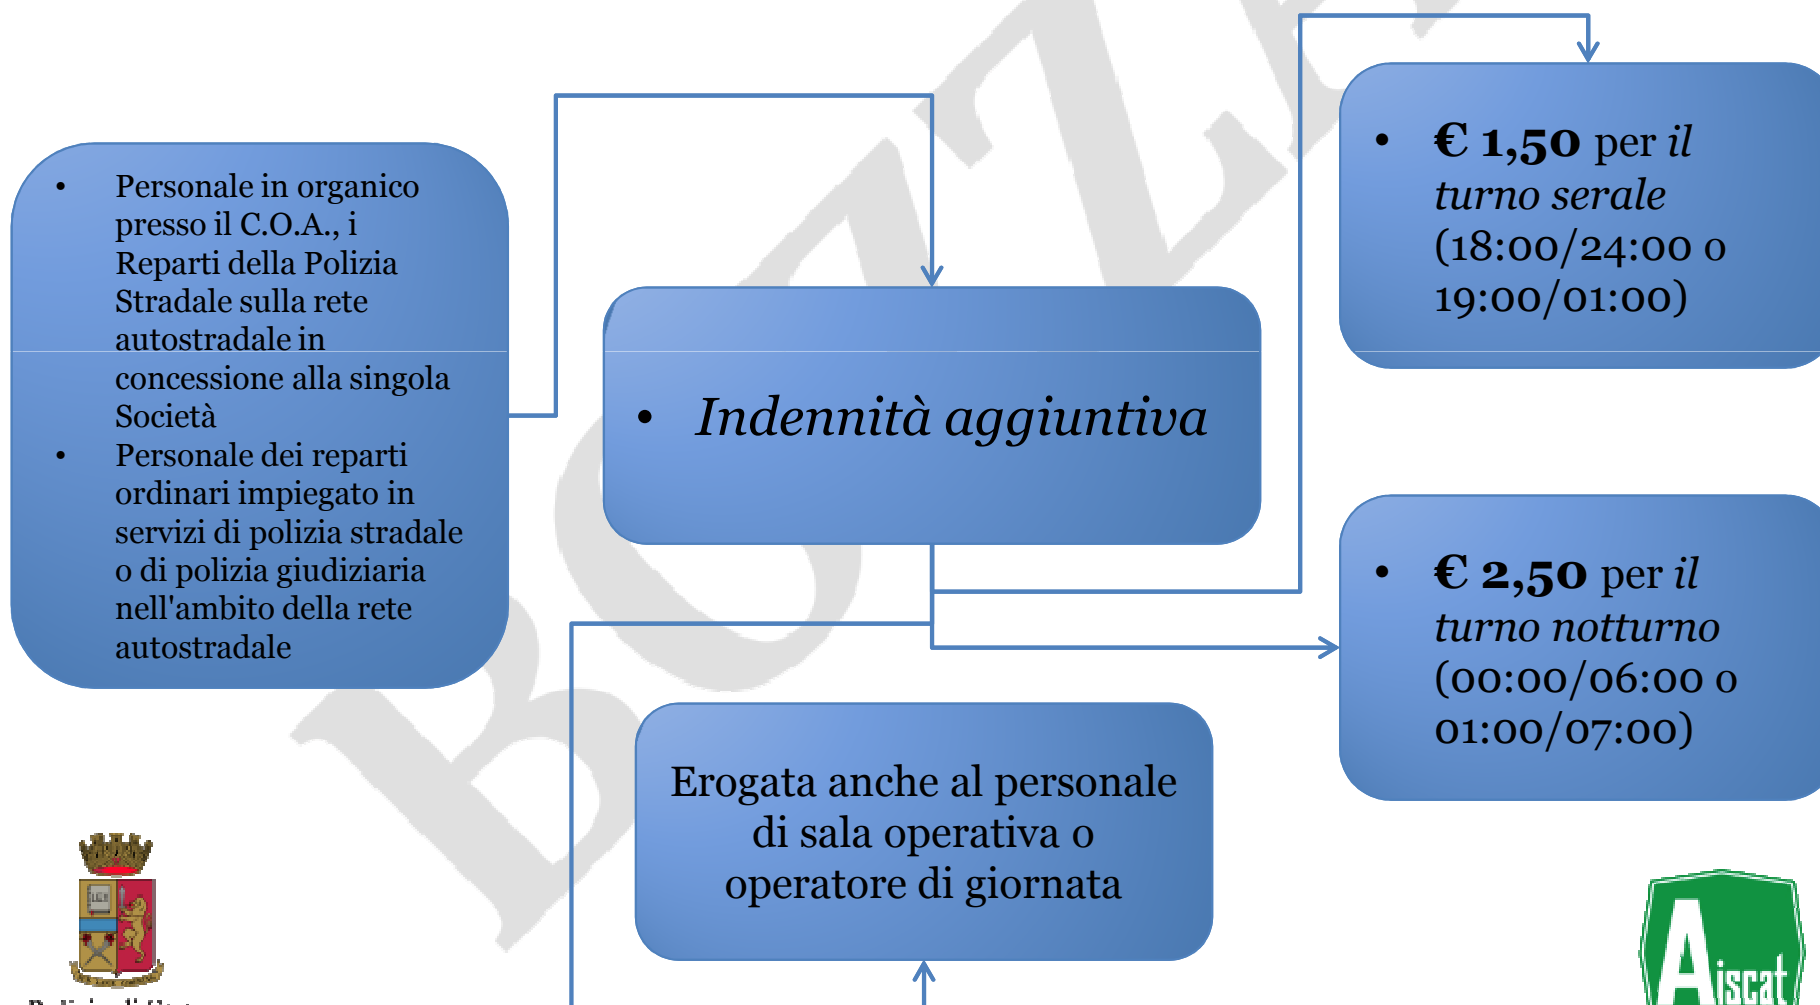 • Personale in organico
presso il C.O.A., i
Reparti della Polizia
Stradale sulla rete
autostradale in
concessione alla singola
Società
• Personale dei reparti
ordinari impiegato in
servizi di polizia stradale
o di polizia giudiziaria
nell'ambito della rete
autostradale
• Indennità aggiuntiva
• € 1,50 per il
turno serale
(18:00/24:00 o
19:00/01:00)
• € 2,50 per il
turno notturno
(00:00/06:00 o
01:00/07:00)
Erogata anche al personale
di sala operativa o
operatore di giornata
Aiscat
BOZZA